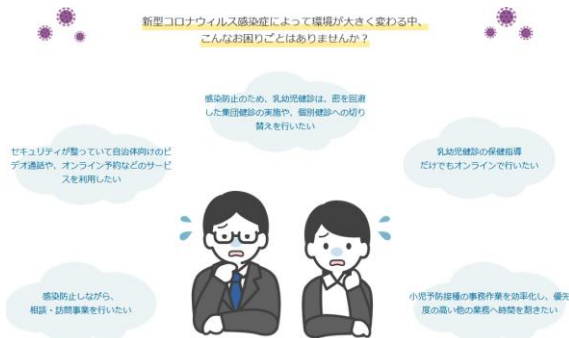 新型コロナウィルス感染症によって環境が大きく変わる中、
こんなお困りごとはありませんか？
感染防止のため、乳幼児健診は、密を回避
した集団健診の実施や、個別健診への切り
替えを行いたい
セキュリティが整っていて自治体向けのビ
デオ通話や、オンライン予約などのサービ
スを利用したい
乳幼児健診の保健指導
だけでもオンラインで行いたい
感染防止しながら、
相談・訪問事業を行いたい
小児予防接種の事務作業を効率化し、優先
度の高い他の業務へ時間を割きたい